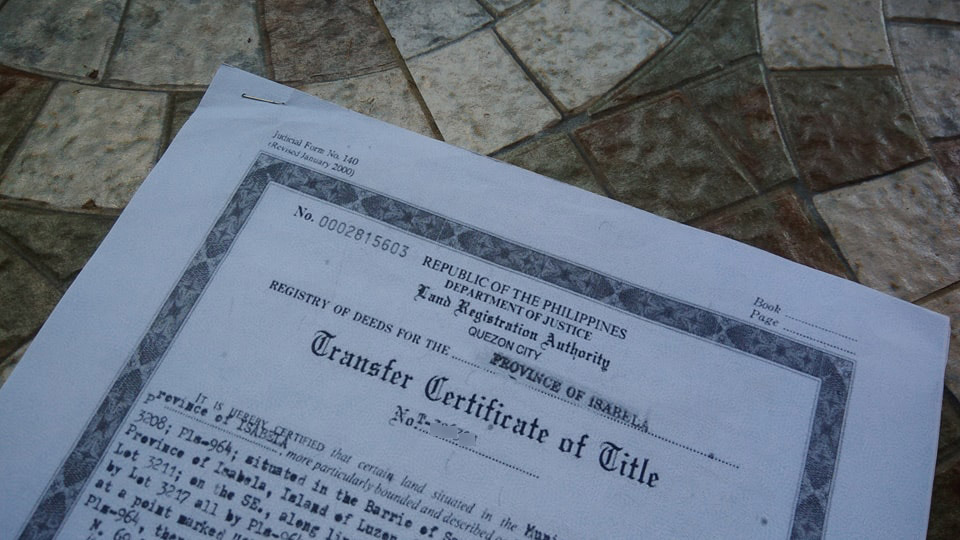 Judicial Form No. 140
(Revised January 2000)
No. 0002815603
Book
Page
REPUBLIC OF THE PHILIPPINES
DEPARTMENT OF JUSTICE
Land Registration Authority
QUEZON CITY
REGISTRY OF DEEDS FOR THE PROVINCE OF ISABELA
Transfer Certificate of Title
No. T-
IT IS HEREBY CERTIFIED that certain land situated in the
Province of ISABELA, more particularly bounded and described
3208; Pls-964; situated in the Barrio of
Province of Isabela, Island of Luzon
Lot 3211; on the SE., along
by Lot 3217 all by Pls-964
at a point marked
Pls-964,
N.